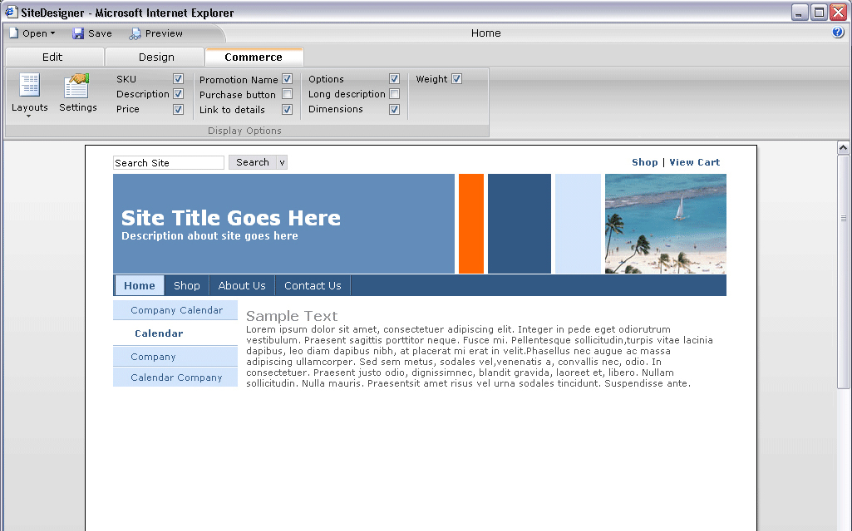 SiteDesigner - Microsoft Internet Explorer
Open Save Preview Home
Edit Design Commerce
SKU Promotion Name Options Weight
Description Purchase button Long description
Price Link to details Dimensions
Layouts Settings
Display Options
Search Site Search v Shop | View Cart
Site Title Goes Here
Description about site goes here
Home Shop About Us Contact Us
Company Calendar
Calendar
Company
Calendar Company
Sample Text
Lorem ipsum dolor sit amet, consectetuer adipiscing elit. Integer in pede eget odiorutrum
vestibulum. Praesent sagittis porttitor neque. Fusce mi. Pellentesque sollicitudin,turpis vitae lacinia
dapibus, leo diam dapibus nibh, at placerat mi erat in velit.Phasellus nec augue ac massa
adipiscing ullamcorper. Sed sem metus, sodales vel,venenatis a, convallis nec, odio. In
consectetuer. Praesent justo odio, dignissimnec, blandit gravida, laoreet et, libero. Nullam
sollicitudin. Nulla mauris. Praesentsit amet risus vel urna sodales tincidunt. Suspendisse ante.